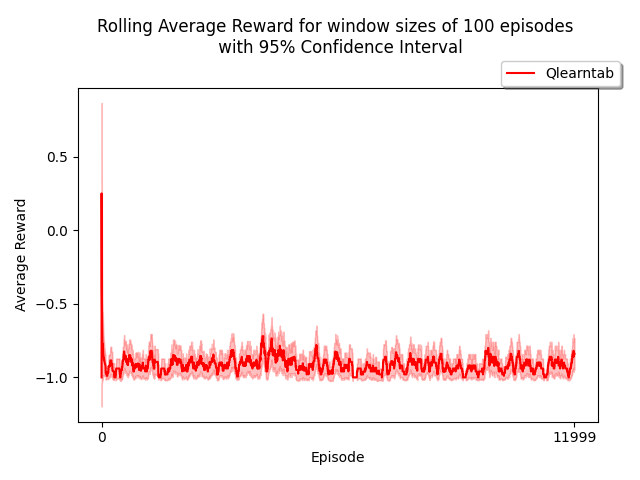 Rolling Average Reward for window sizes of 100 episodes
with 95% Confidence Interval
Qlearntab
0.5
0.0
−0.5
−1.0
Average Reward
0
11999
Episode